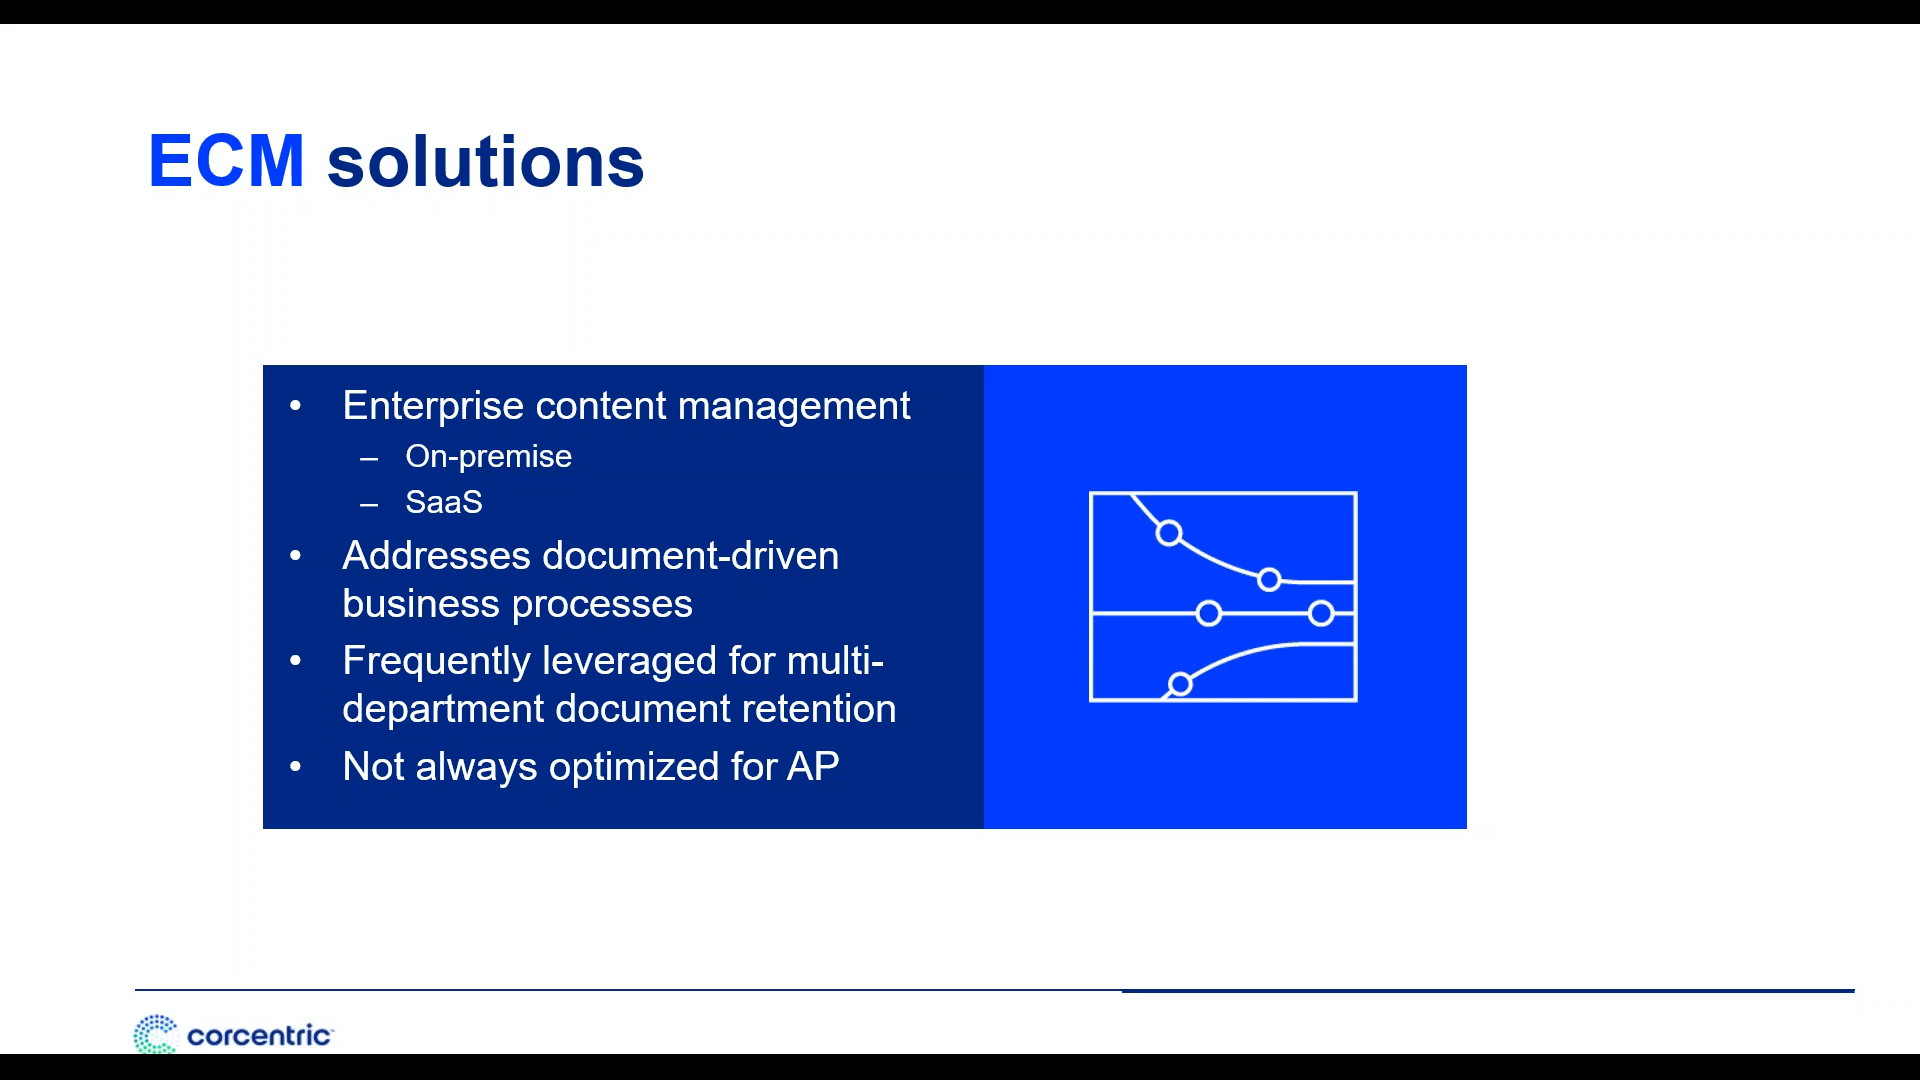 ECM solutions
• Enterprise content management
– On-premise
– SaaS
• Addresses document-driven
business processes
• Frequently leveraged for multi-
department document retention
• Not always optimized for AP
corcentric